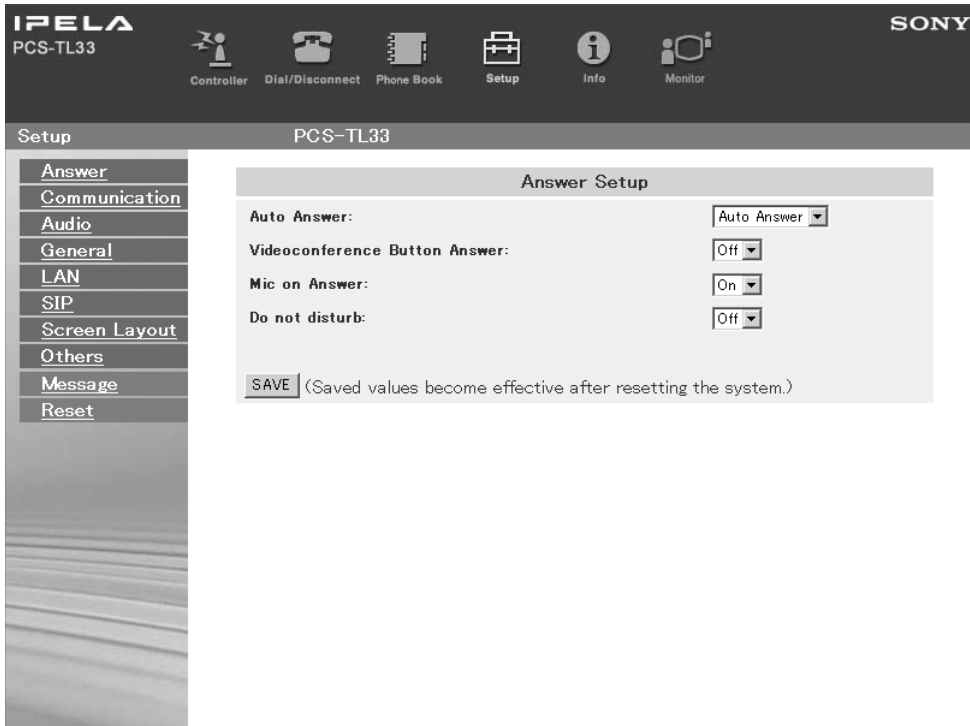 IPELA
SONY
PCS-TL33
Controller
Dial/Disconnect
Phone Book
Setup
Info
Monitor
Setup
PCS-TL33
Answer
Communication
Audio
General
LAN
SIP
Screen Layout
Others
Message
Reset
Answer Setup
Auto Answer: Auto Answer
Videoconference Button Answer: Off
Mic on Answer: On
Do not disturb: Off
SAVE (Saved values become effective after resetting the system.)